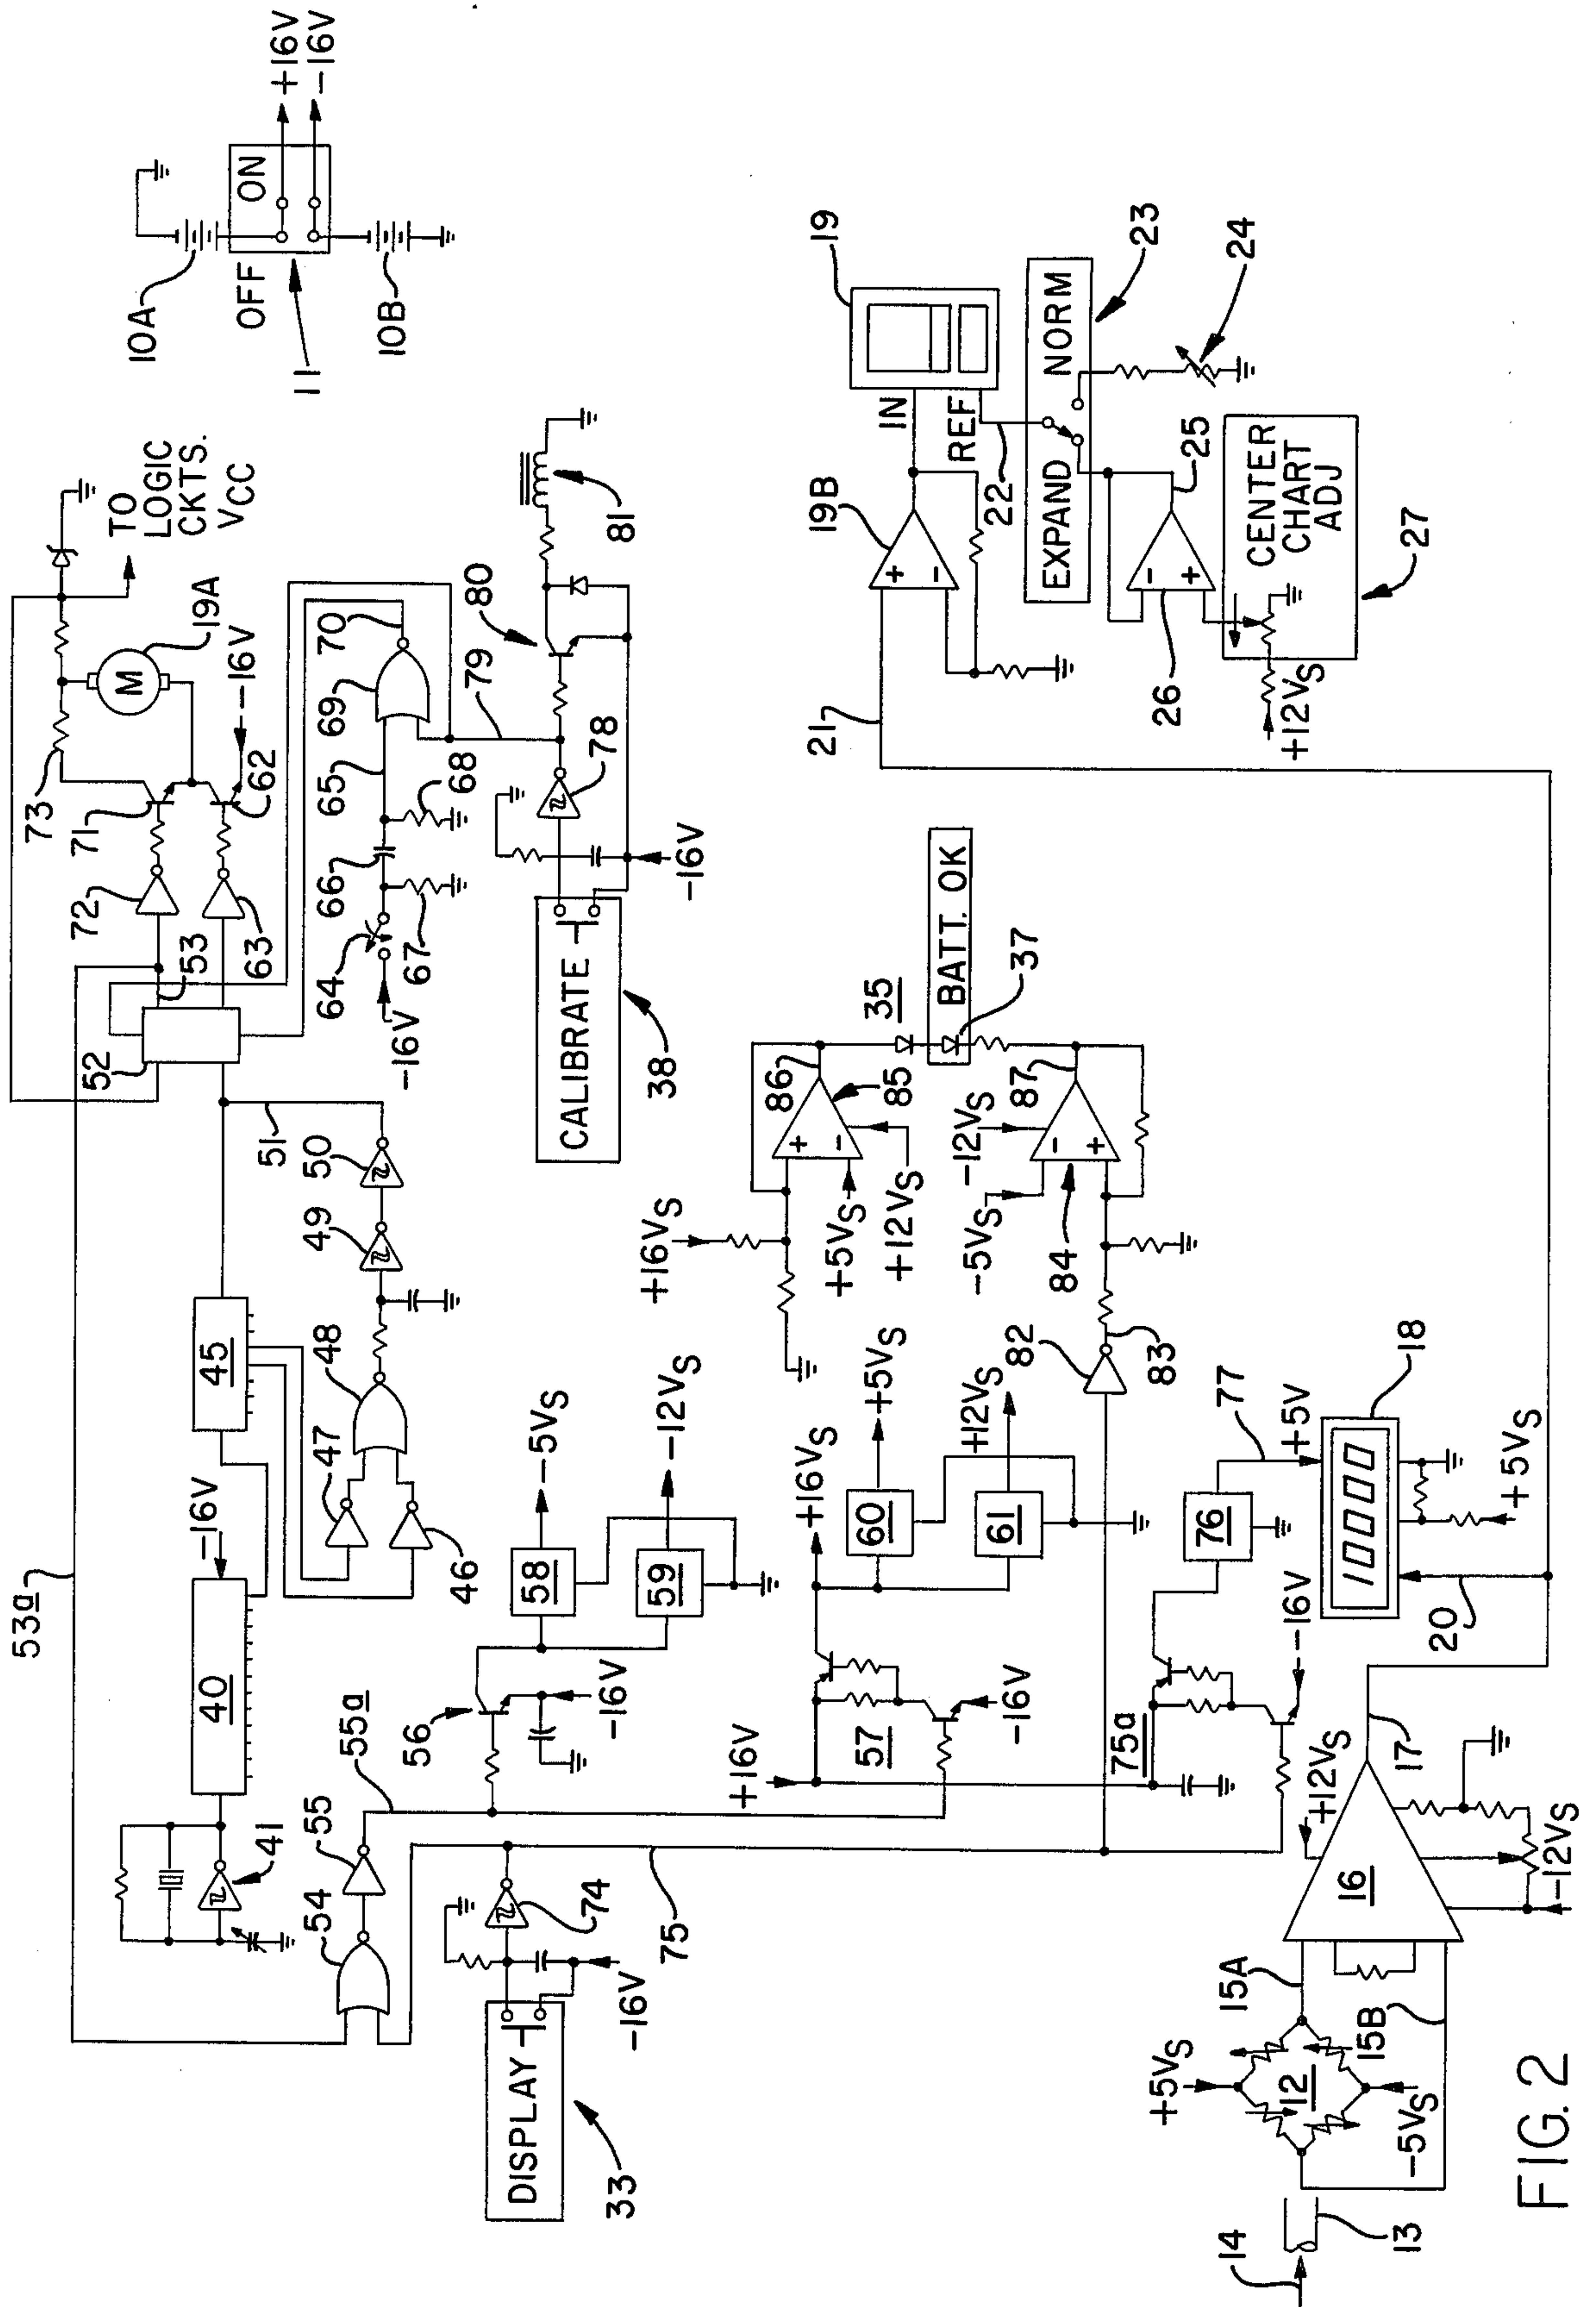 53a
73
71
72
53
52
63
62
19A
M
-16V
TO
LOGIC
CKTS.
VCC
10A
OFF
ON
+16V
-16V
11
10B
40
-16V
45
51
50
49
48
47
46
41
54
55
55a
64
-16V
66
67
65
68
69
70
79
80
81
78
CALIBRATE
38
-16V
DISPLAY
33
74
-16V
75
56
-16V
58
-5VS
59
-12VS
+16V
57
-16V
+16VS
60
+5VS
61
+12VS
+16VS
+5VS
+12VS
86
+
-
85
35
BATT. OK
37
-12VS
-5VS
84
-
+
87
82
83
75a
-16V
76
77
+5V
18
10000
+5VS
20
21
19B
+
-
19
IN
REF
22
EXPAND
NORM
23
24
25
-
+
26
CENTER
CHART
ADJ
27
+12VS
14
13
+5VS
12
-5VS
15A
15B
16
+12VS
-12VS
17
FIG. 2